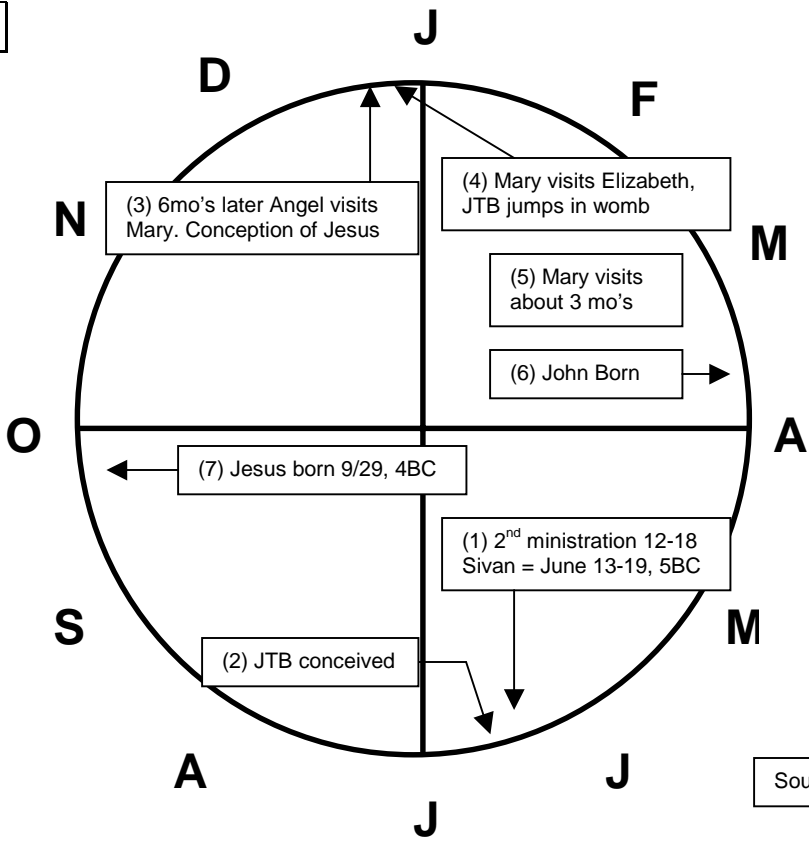 J
D
F
(4) Mary visits Elizabeth,
JTB jumps in womb
(3) 6mo's later Angel visits
Mary. Conception of Jesus
N
M
(5) Mary visits
about 3 mo's
(6) John Born
O
A
(7) Jesus born 9/29, 4BC
(1) 2nd ministration 12-18
Sivan = June 13-19, 5BC
S
M
(2) JTB conceived
A
J
J